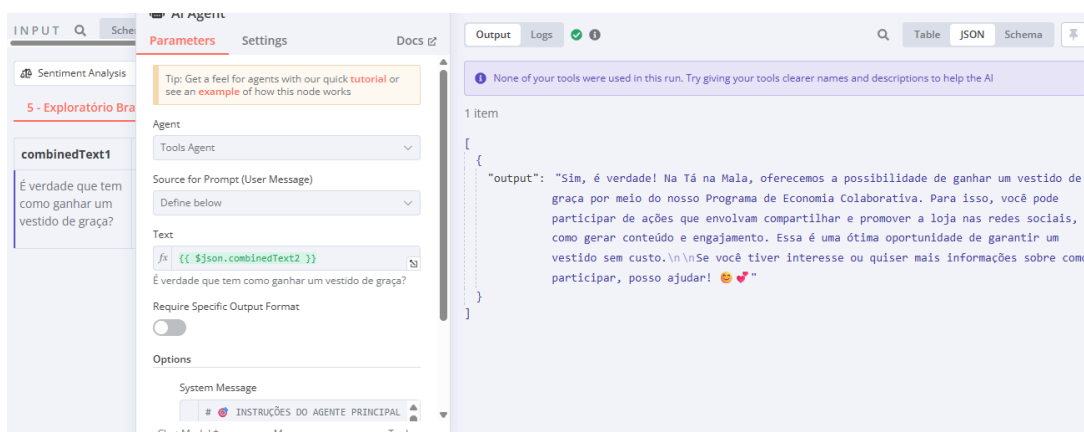 INPUT
Sche
Sentiment Analysis
5 - Exploratório Bra
combinedText1
É verdade que tem
como ganhar um
vestido de graça?
AI Agent
Parameters
Settings
Docs
Tip: Get a feel for agents with our quick tutorial or
see an example of how this node works
Agent
Tools Agent
Source for Prompt (User Message)
Define below
Text
fx {{ $json.combinedText2 }}
É verdade que tem como ganhar um vestido de graça?
Require Specific Output Format
Options
System Message
# 🎯 INSTRUÇÕES DO AGENTE PRINCIPAL
Output
Logs
Table
JSON
Schema
None of your tools were used in this run. Try giving your tools clearer names and descriptions to help the AI
1 item
[
{
"output": "Sim, é verdade! Na Tá na Mala, oferecemos a possibilidade de ganhar um vestido de
graça por meio do nosso Programa de Economia Colaborativa. Para isso, você pode
participar de ações que envolvam compartilhar e promover a loja nas redes sociais,
como gerar conteúdo e engajamento. Essa é uma ótima oportunidade de garantir um
vestido sem custo.\n\nSe você tiver interesse ou quiser mais informações sobre como
participar, posso ajudar! 😊💕"
}
]